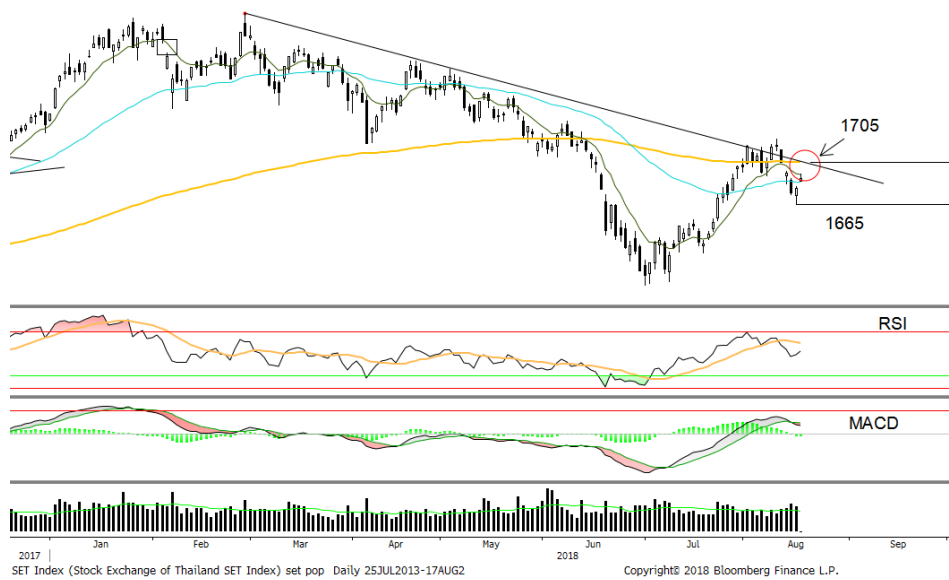 1705
1665
RSI
MACD
Jan Feb Mar Apr May Jun Jul Aug Sep
2017 2018
SET Index (Stock Exchange of Thailand SET Index) set pop Daily 25JUL2013-17AUG2 Copyright© 2018 Bloomberg Finance L.P.